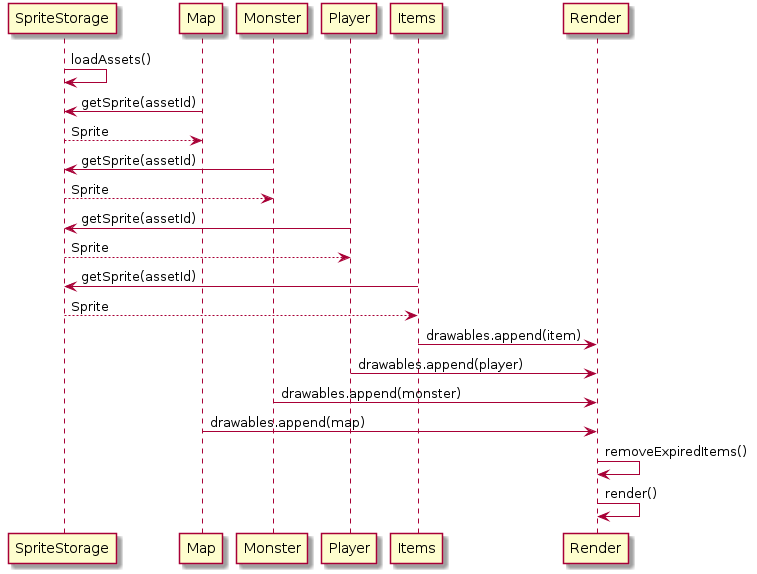 SpriteStorage Map Monster Player Items Render
loadAssets()
getSprite(assetId)
Sprite
getSprite(assetId)
Sprite
getSprite(assetId)
Sprite
getSprite(assetId)
Sprite
drawables.append(item)
drawables.append(player)
drawables.append(monster)
drawables.append(map)
removeExpiredItems()
render()
SpriteStorage Map Monster Player Items Render